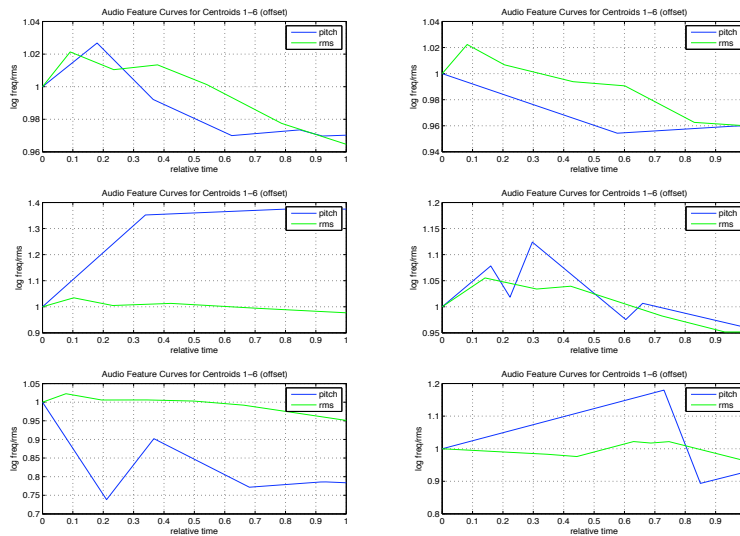 Audio Feature Curves for Centroids 1−6 (offset)
1.04
1.02
1
0.98
0.96
log freq/rms
pitch
rms
0 0.1 0.2 0.3 0.4 0.5 0.6 0.7 0.8 0.9 1
relative time
Audio Feature Curves for Centroids 1−6 (offset)
1.04
1.02
1
0.98
0.96
0.94
log freq/rms
pitch
rms
0 0.1 0.2 0.3 0.4 0.5 0.6 0.7 0.8 0.9
relative time
Audio Feature Curves for Centroids 1−6 (offset)
1.4
1.3
1.2
1.1
1
0.9
log freq/rms
pitch
rms
0 0.1 0.2 0.3 0.4 0.5 0.6 0.7 0.8 0.9 1
relative time
Audio Feature Curves for Centroids 1−6 (offset)
1.2
1.15
1.1
1.05
1
0.95
log freq/rms
pitch
rms
0 0.1 0.2 0.3 0.4 0.5 0.6 0.7 0.8 0.9
relative time
Audio Feature Curves for Centroids 1−6 (offset)
1.05
1
0.95
0.9
0.85
0.8
0.75
0.7
log freq/rms
pitch
rms
0 0.1 0.2 0.3 0.4 0.5 0.6 0.7 0.8 0.9 1
relative time
Audio Feature Curves for Centroids 1−6 (offset)
1.2
1.1
1
0.9
0.8
log freq/rms
pitch
rms
0 0.1 0.2 0.3 0.4 0.5 0.6 0.7 0.8 0.9
relative time